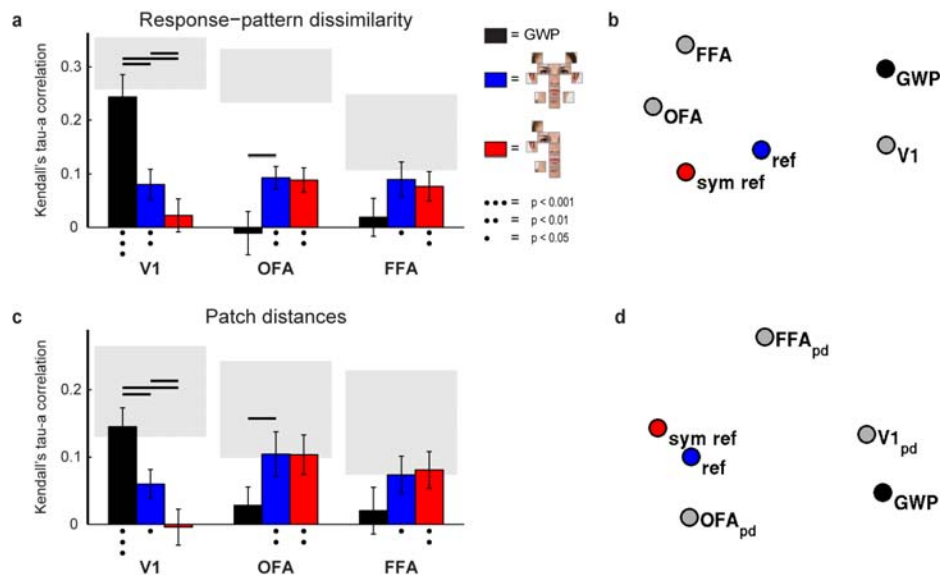 a
Response−pattern dissimilarity
Kendall's tau-a correlation
0.3
0.2
0.1
0
V1
OFA
FFA
= GWP
=
=
••• = p < 0.001
•• = p < 0.01
• = p < 0.05
b
FFA
GWP
OFA
ref
V1
sym ref
c
Patch distances
Kendall's tau-a correlation
0.2
0.1
0
V1
OFA
FFA
d
FFApd
sym ref
V1pd
ref
GWP
OFApd